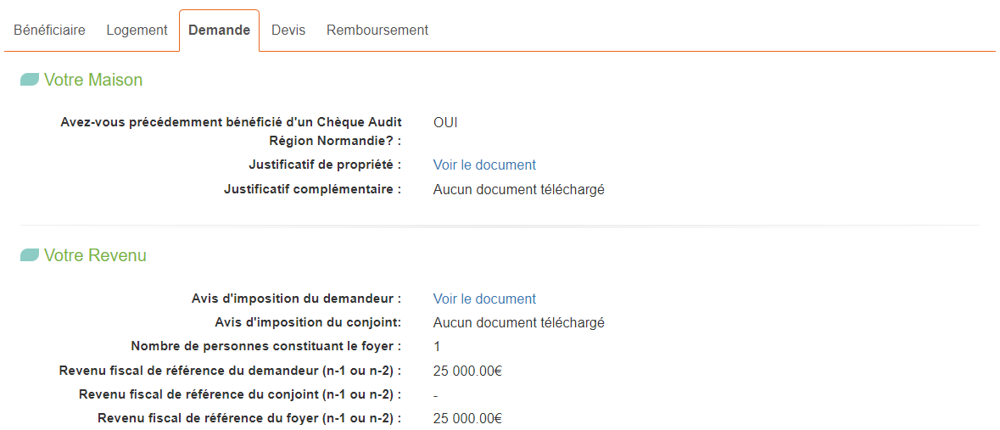 Bénéficiaire Logement Demande Devis Remboursement
Votre Maison
Avez-vous précédemment bénéficié d'un Chèque Audit OUI
Région Normandie? :
Justificatif de propriété : Voir le document
Justificatif complémentaire : Aucun document téléchargé
Votre Revenu
Avis d'imposition du demandeur : Voir le document
Avis d'imposition du conjoint: Aucun document téléchargé
Nombre de personnes constituant le foyer : 1
Revenu fiscal de référence du demandeur (n-1 ou n-2) : 25 000.00€
Revenu fiscal de référence du conjoint (n-1 ou n-2) : -
Revenu fiscal de référence du foyer (n-1 ou n-2) : 25 000.00€